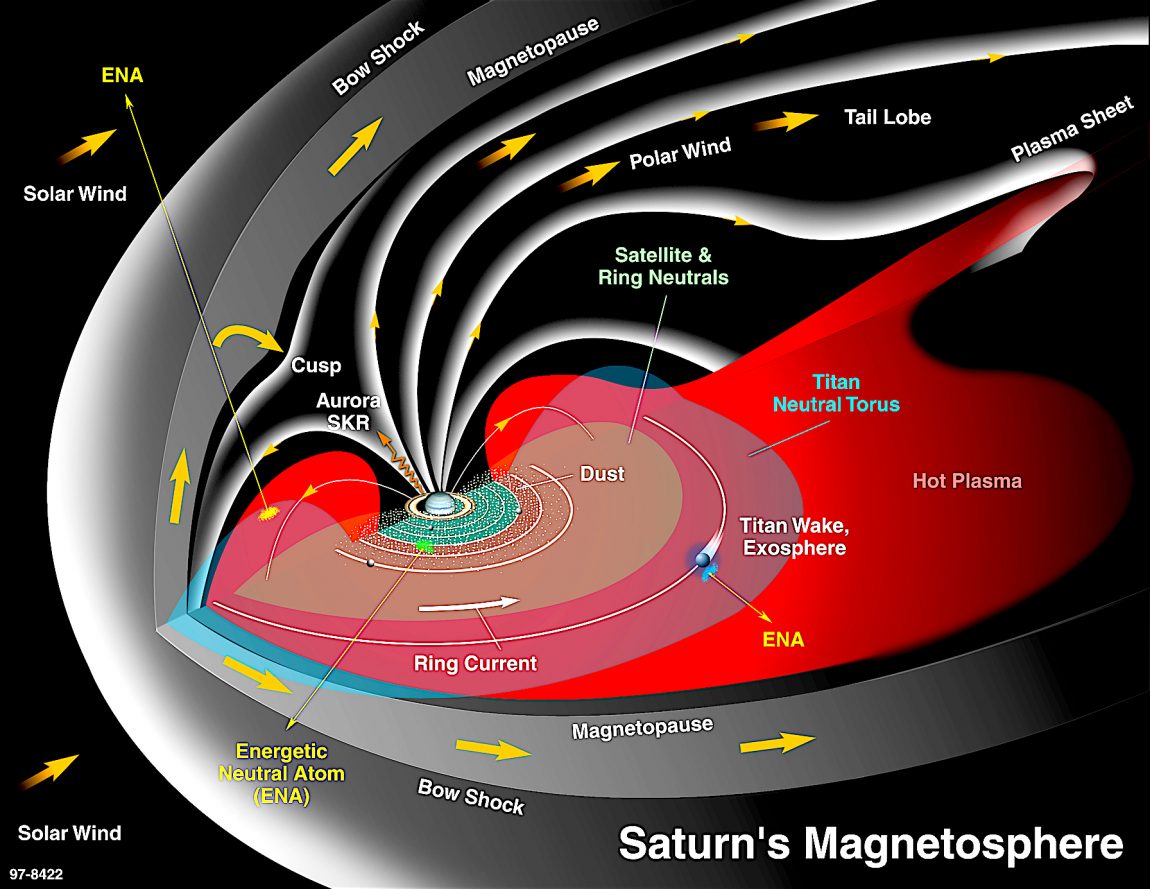 Bow Shock
Magnetopause
ENA
Solar Wind
Tail Lobe
Polar Wind
Plasma Sheet
Satellite &
Ring Neutrals
Cusp
Aurora
SKR
Titan
Neutral Torus
Dust
Hot Plasma
Titan Wake,
Exosphere
ENA
Ring Current
Magnetopause
Energetic
Neutral Atom
(ENA)
Bow Shock
Solar Wind
Saturn's Magnetosphere
97-8422